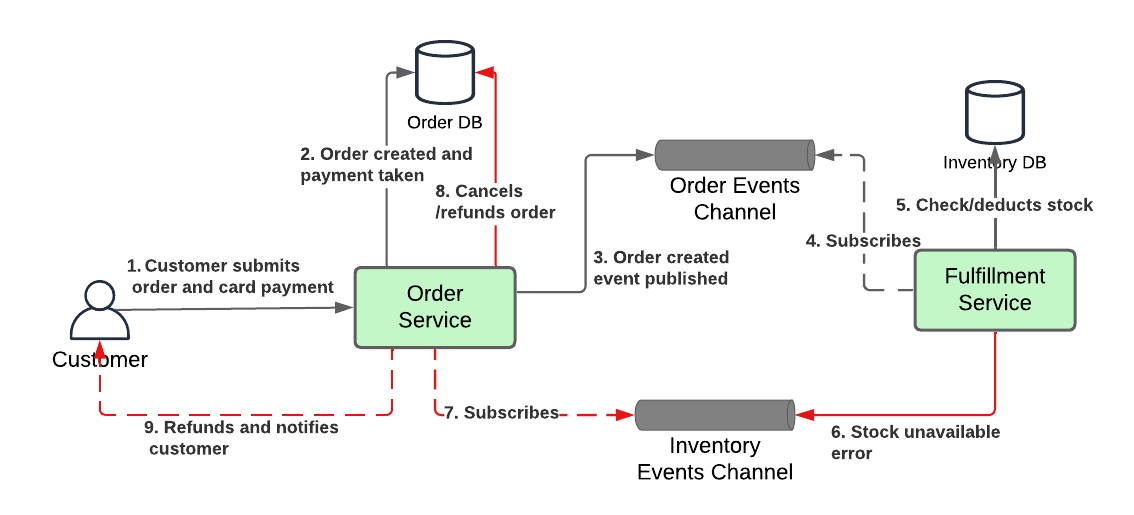 Order DB
2. Order created and
payment taken
8. Cancels
/refunds order
Order Events
Channel
Inventory DB
5. Check/deducts stock
4. Subscribes
3. Order created
event published
1. Customer submits
order and card payment
Order
Service
Fulfillment
Service
Customer
9. Refunds and notifies
customer
7. Subscribes
Inventory
Events Channel
6. Stock unavailable
error